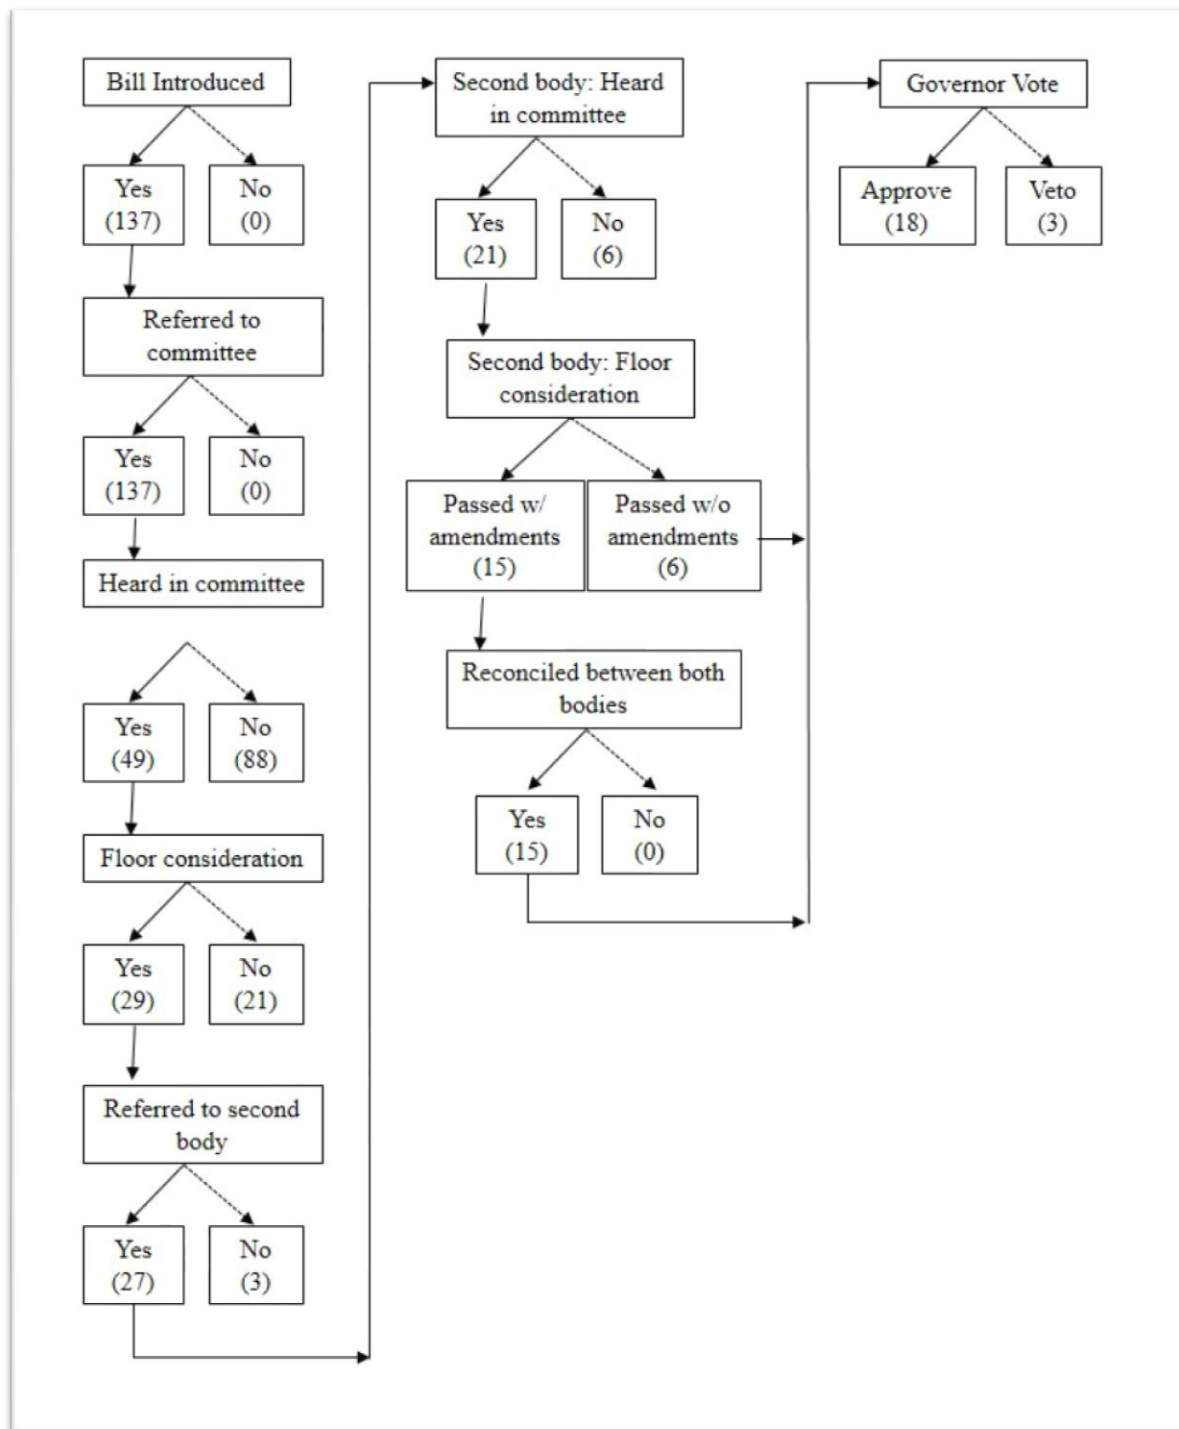 Bill Introduced
Yes
(137)
No
(0)
Referred to
committee
Yes
(137)
No
(0)
Heard in committee
Yes
(49)
No
(88)
Floor consideration
Yes
(29)
No
(21)
Referred to second
body
Yes
(27)
No
(3)
Second body: Heard
in committee
Yes
(21)
No
(6)
Second body: Floor
consideration
Passed w/
amendments
(15)
Passed w/o
amendments
(6)
Reconciled between both
bodies
Yes
(15)
No
(0)
Governor Vote
Approve
(18)
Veto
(3)